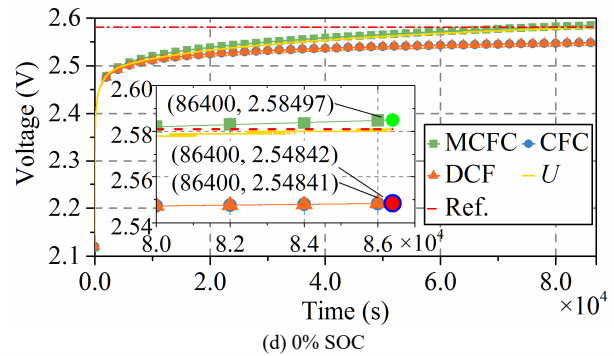 Voltage (V)
2.6
2.5
2.4
2.3
2.2
2.1
2.60
2.58
2.56
2.54
(86400, 2.58497)
(86400, 2.54842)
(86400, 2.54841)
8.0 8.2 8.4 8.6 ×10⁴
MCFC CFC
DCF U
Ref.
0.0 2.0 4.0 6.0 8.0
×10⁴
Time (s)
(d) 0% SOC